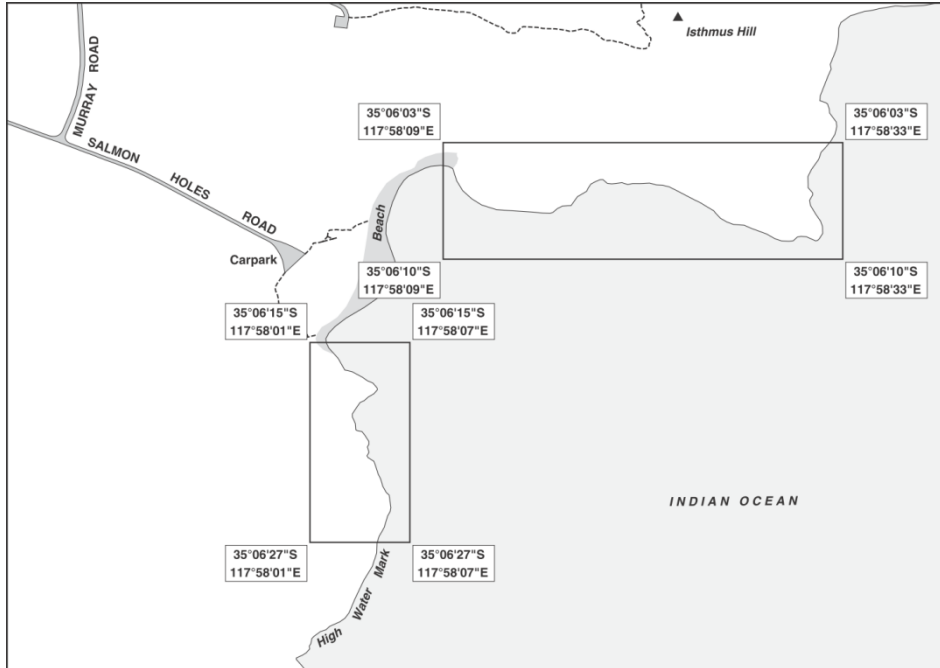 Isthmus Hill
MURRAY ROAD
SALMON HOLES ROAD
35°06'03"S
117°58'09"E
35°06'03"S
117°58'33"E
Beach
Carpark
35°06'10"S
117°58'09"E
35°06'10"S
117°58'33"E
35°06'15"S
117°58'01"E
35°06'15"S
117°58'07"E
INDIAN OCEAN
35°06'27"S
117°58'01"E
35°06'27"S
117°58'07"E
High Water Mark